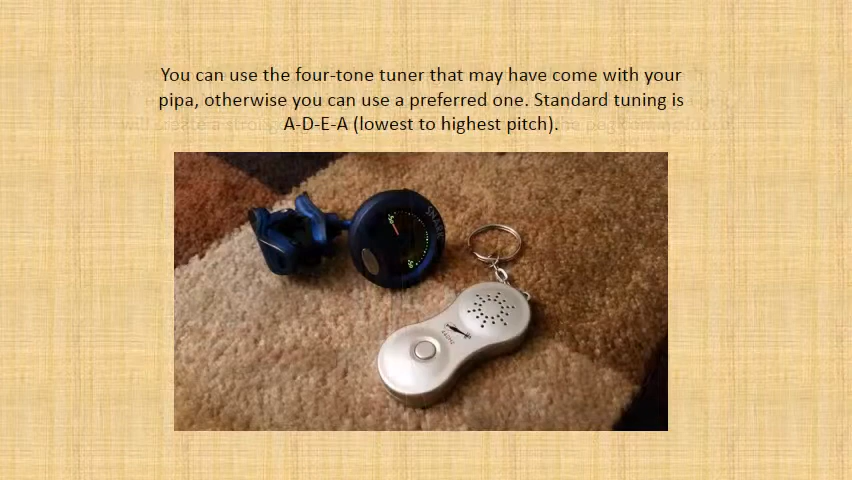 You can use the four-tone tuner that may have come with your
pipa, otherwise you can use a preferred one. Standard tuning is
A-D-E-A (lowest to highest pitch).
SNARK